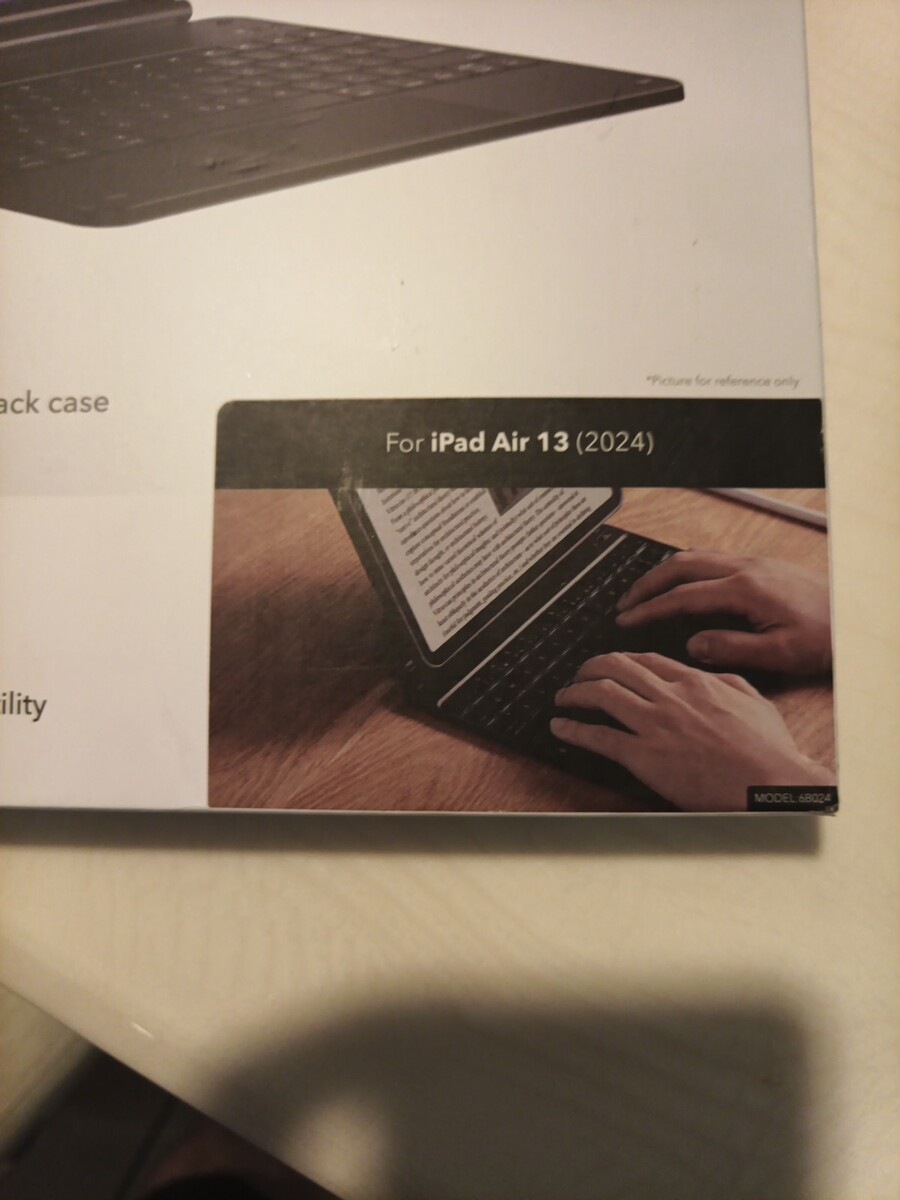 *Picture for reference only
ack case
For iPad Air 13 (2024)
ility
MODEL:6B024